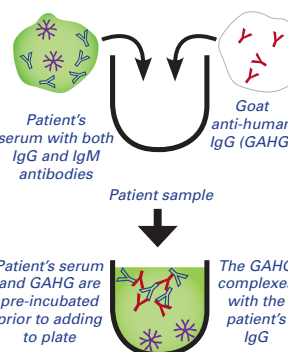 Patient's
serum with both
IgG and IgM
antibodies
Goat
anti-human
IgG (GAHG
Patient sample
Patient's serum
and GAHG are
pre-incubated
prior to adding
to plate
The GAHG
complexes
with the
patient's
IgG